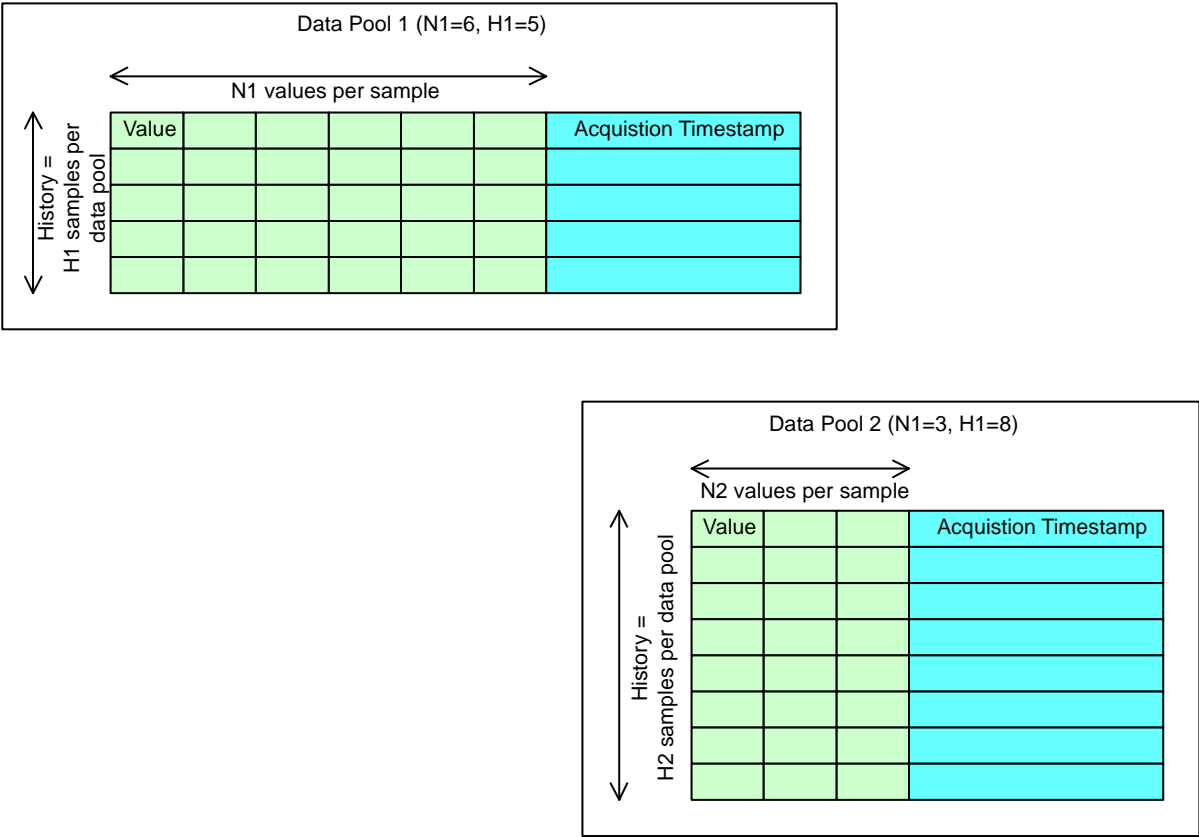 Data Pool 1 (N1=6, H1=5)
N1 values per sample
History =
H1 samples per
data pool
Value
Acquistion Timestamp
Data Pool 2 (N1=3, H1=8)
N2 values per sample
History =
H2 samples per data pool
Value
Acquistion Timestamp